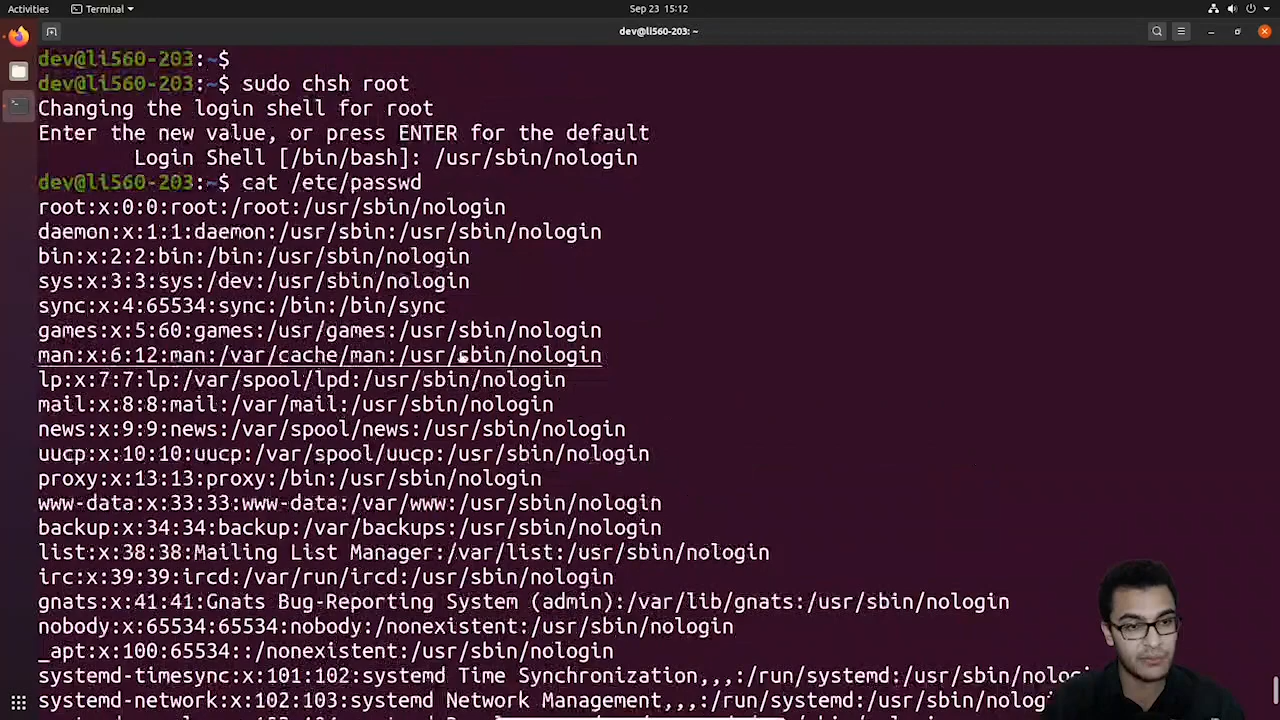 Activities
Terminal
Sep 23 15:12
dev@li560-203: ~
dev@li560-203:~$
dev@li560-203:~$ sudo chsh root
Changing the login shell for root
Enter the new value, or press ENTER for the default
Login Shell [/bin/bash]: /usr/sbin/nologin
dev@li560-203:~$ cat /etc/passwd
root:x:0:0:root:/root:/usr/sbin/nologin
daemon:x:1:1:daemon:/usr/sbin:/usr/sbin/nologin
bin:x:2:2:bin:/bin:/usr/sbin/nologin
sys:x:3:3:sys:/dev:/usr/sbin/nologin
sync:x:4:65534:sync:/bin:/bin/sync
games:x:5:60:games:/usr/games:/usr/sbin/nologin
man:x:6:12:man:/var/cache/man:/usr/sbin/nologin
lp:x:7:7:lp:/var/spool/lpd:/usr/sbin/nologin
mail:x:8:8:mail:/var/mail:/usr/sbin/nologin
news:x:9:9:news:/var/spool/news:/usr/sbin/nologin
uucp:x:10:10:uucp:/var/spool/uucp:/usr/sbin/nologin
proxy:x:13:13:proxy:/bin:/usr/sbin/nologin
www-data:x:33:33:www-data:/var/www:/usr/sbin/nologin
backup:x:34:34:backup:/var/backups:/usr/sbin/nologin
list:x:38:38:Mailing List Manager:/var/list:/usr/sbin/nologin
irc:x:39:39:ircd:/var/run/ircd:/usr/sbin/nologin
gnats:x:41:41:Gnats Bug-Reporting System (admin):/var/lib/gnats:/usr/sbin/nologin
nobody:x:65534:65534:nobody:/nonexistent:/usr/sbin/nologin
_apt:x:100:65534::/nonexistent:/usr/sbin/nologin
systemd-timesync:x:101:102:systemd Time Synchronization,,,:/run/systemd:/usr/sbin/nolog
systemd-network:x:102:103:systemd Network Management,,,:/run/systemd:/usr/sbin/nolog